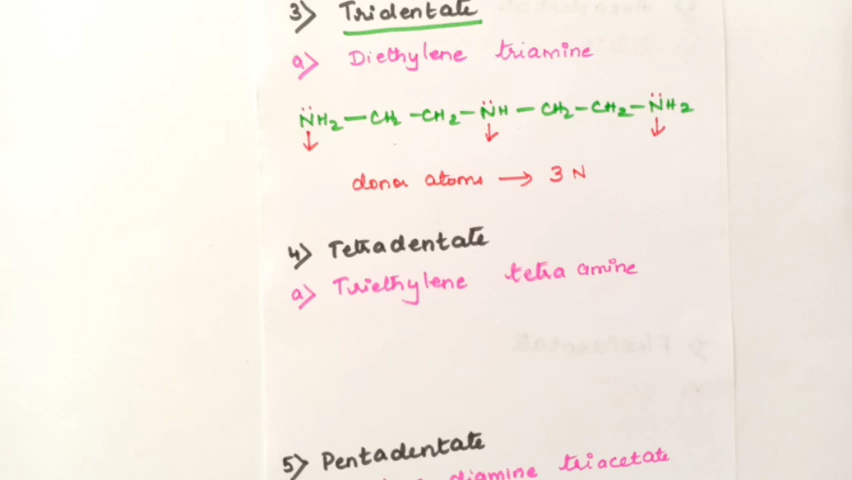 3) Tridentate
a) Diethylene triamine
N̈H₂ — CH₂ - CH₂ - N̈H — CH₂ - CH₂ - N̈H₂
↓ ↓ ↓
donor atoms → 3 N
4) Tetradentate
a) Triethylene tetra amine
5) Pentadentate
diamine triacetate